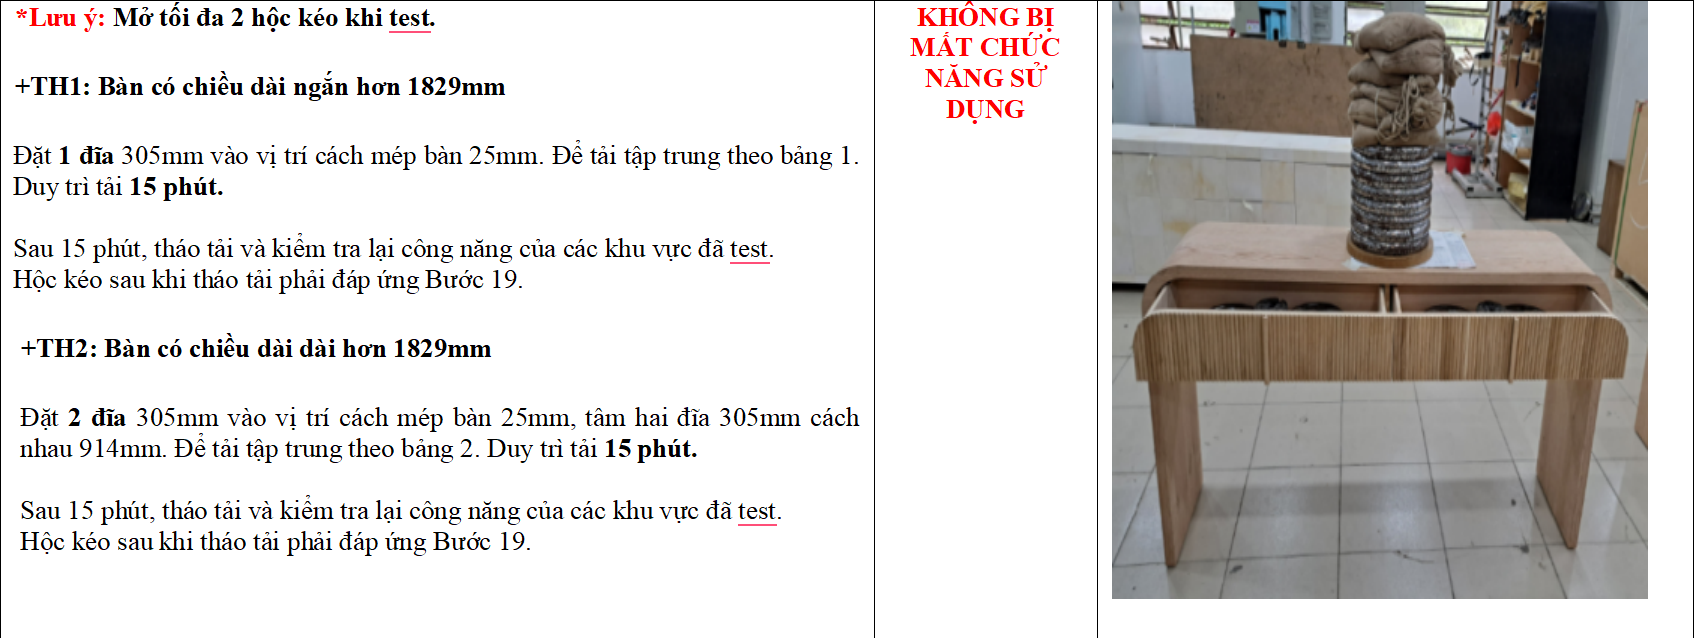 *Lưu ý: Mở tối đa 2 hộc kéo khi test.
+TH1: Bàn có chiều dài ngắn hơn 1829mm
Đặt 1 đĩa 305mm vào vị trí cách mép bàn 25mm. Để tải tập trung theo bảng 1.
Duy trì tải 15 phút.
Sau 15 phút, tháo tải và kiểm tra lại công năng của các khu vực đã test.
Hộc kéo sau khi tháo tải phải đáp ứng Bước 19.
+TH2: Bàn có chiều dài dài hơn 1829mm
Đặt 2 đĩa 305mm vào vị trí cách mép bàn 25mm, tâm hai đĩa 305mm cách
nhau 914mm. Để tải tập trung theo bảng 2. Duy trì tải 15 phút.
Sau 15 phút, tháo tải và kiểm tra lại công năng của các khu vực đã test.
Hộc kéo sau khi tháo tải phải đáp ứng Bước 19.
KHÔNG BỊ
MẤT CHỨC
NĂNG SỬ
DỤNG